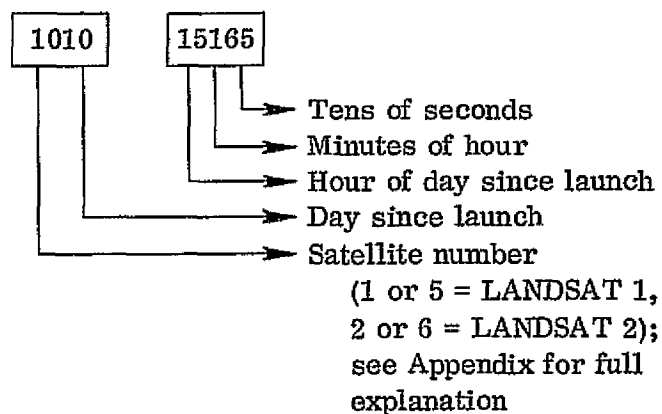 1010 15165
Tens of seconds
Minutes of hour
Hour of day since launch
Day since launch
Satellite number
(1 or 5 = LANDSAT 1,
2 or 6 = LANDSAT 2);
see Appendix for full
explanation